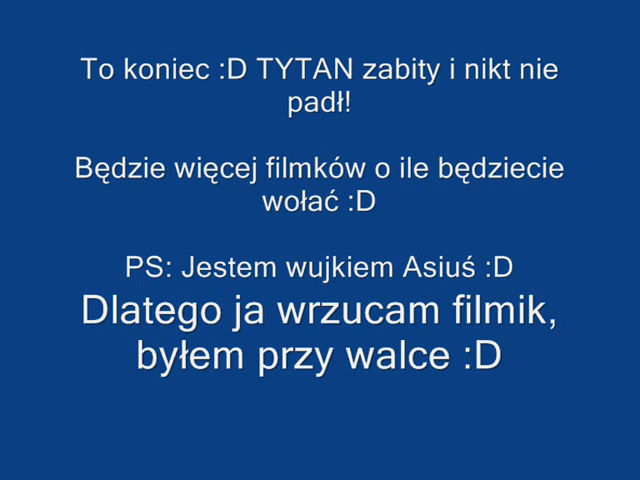 To koniec :D TYTAN zabity i nikt nie
padł!
Będzie więcej filmków o ile będziecie
wołać :D
PS: Jestem wujkiem Asiuś :D
Dlatego ja wrzucam filmik,
byłem przy walce :D